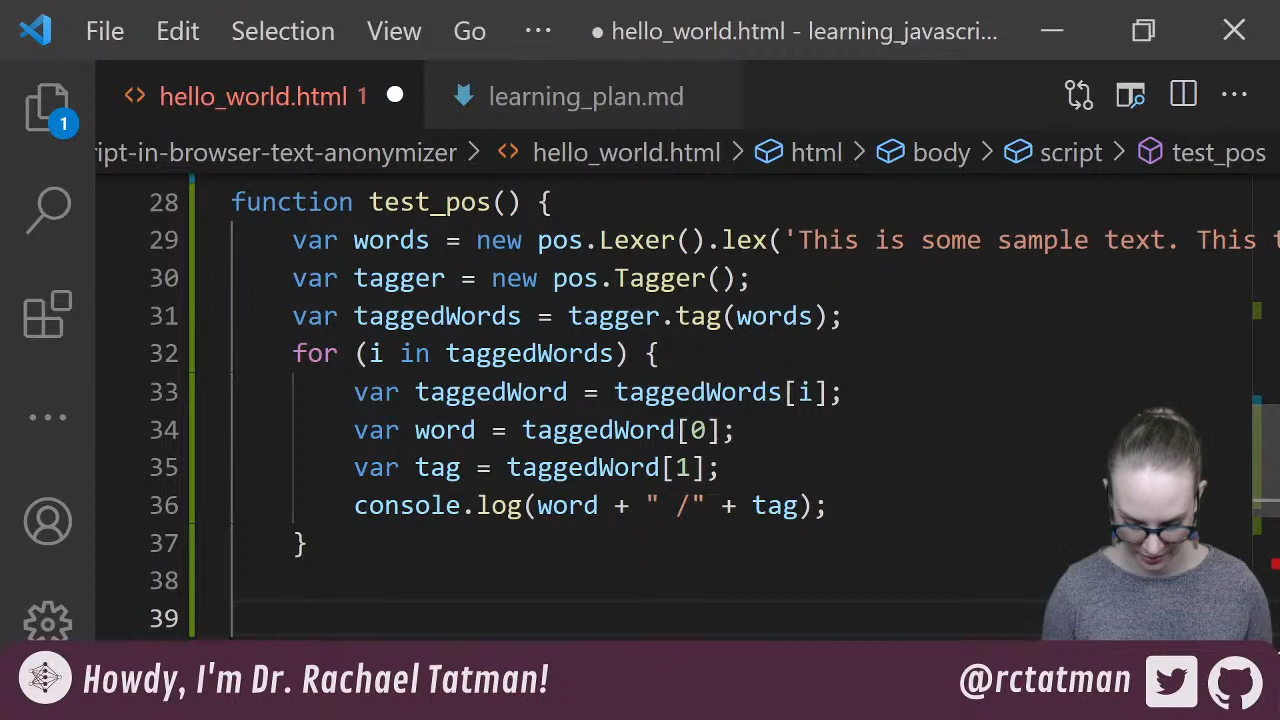 File Edit Selection View Go ··· ● hello_world.html - learning_javascri...
hello_world.html 1 learning_plan.md
1
ript-in-browser-text-anonymizer > hello_world.html > html > body > script > test_pos
28 function test_pos() {
29 var words = new pos.Lexer().lex('This is some sample text. This
30 var tagger = new pos.Tagger();
31 var taggedWords = tagger.tag(words);
32 for (i in taggedWords) {
33 var taggedWord = taggedWords[i];
34 var word = taggedWord[0];
35 var tag = taggedWord[1];
36 console.log(word + " /" + tag);
37 }
38
39
Howdy, I'm Dr. Rachael Tatman! @rctatman